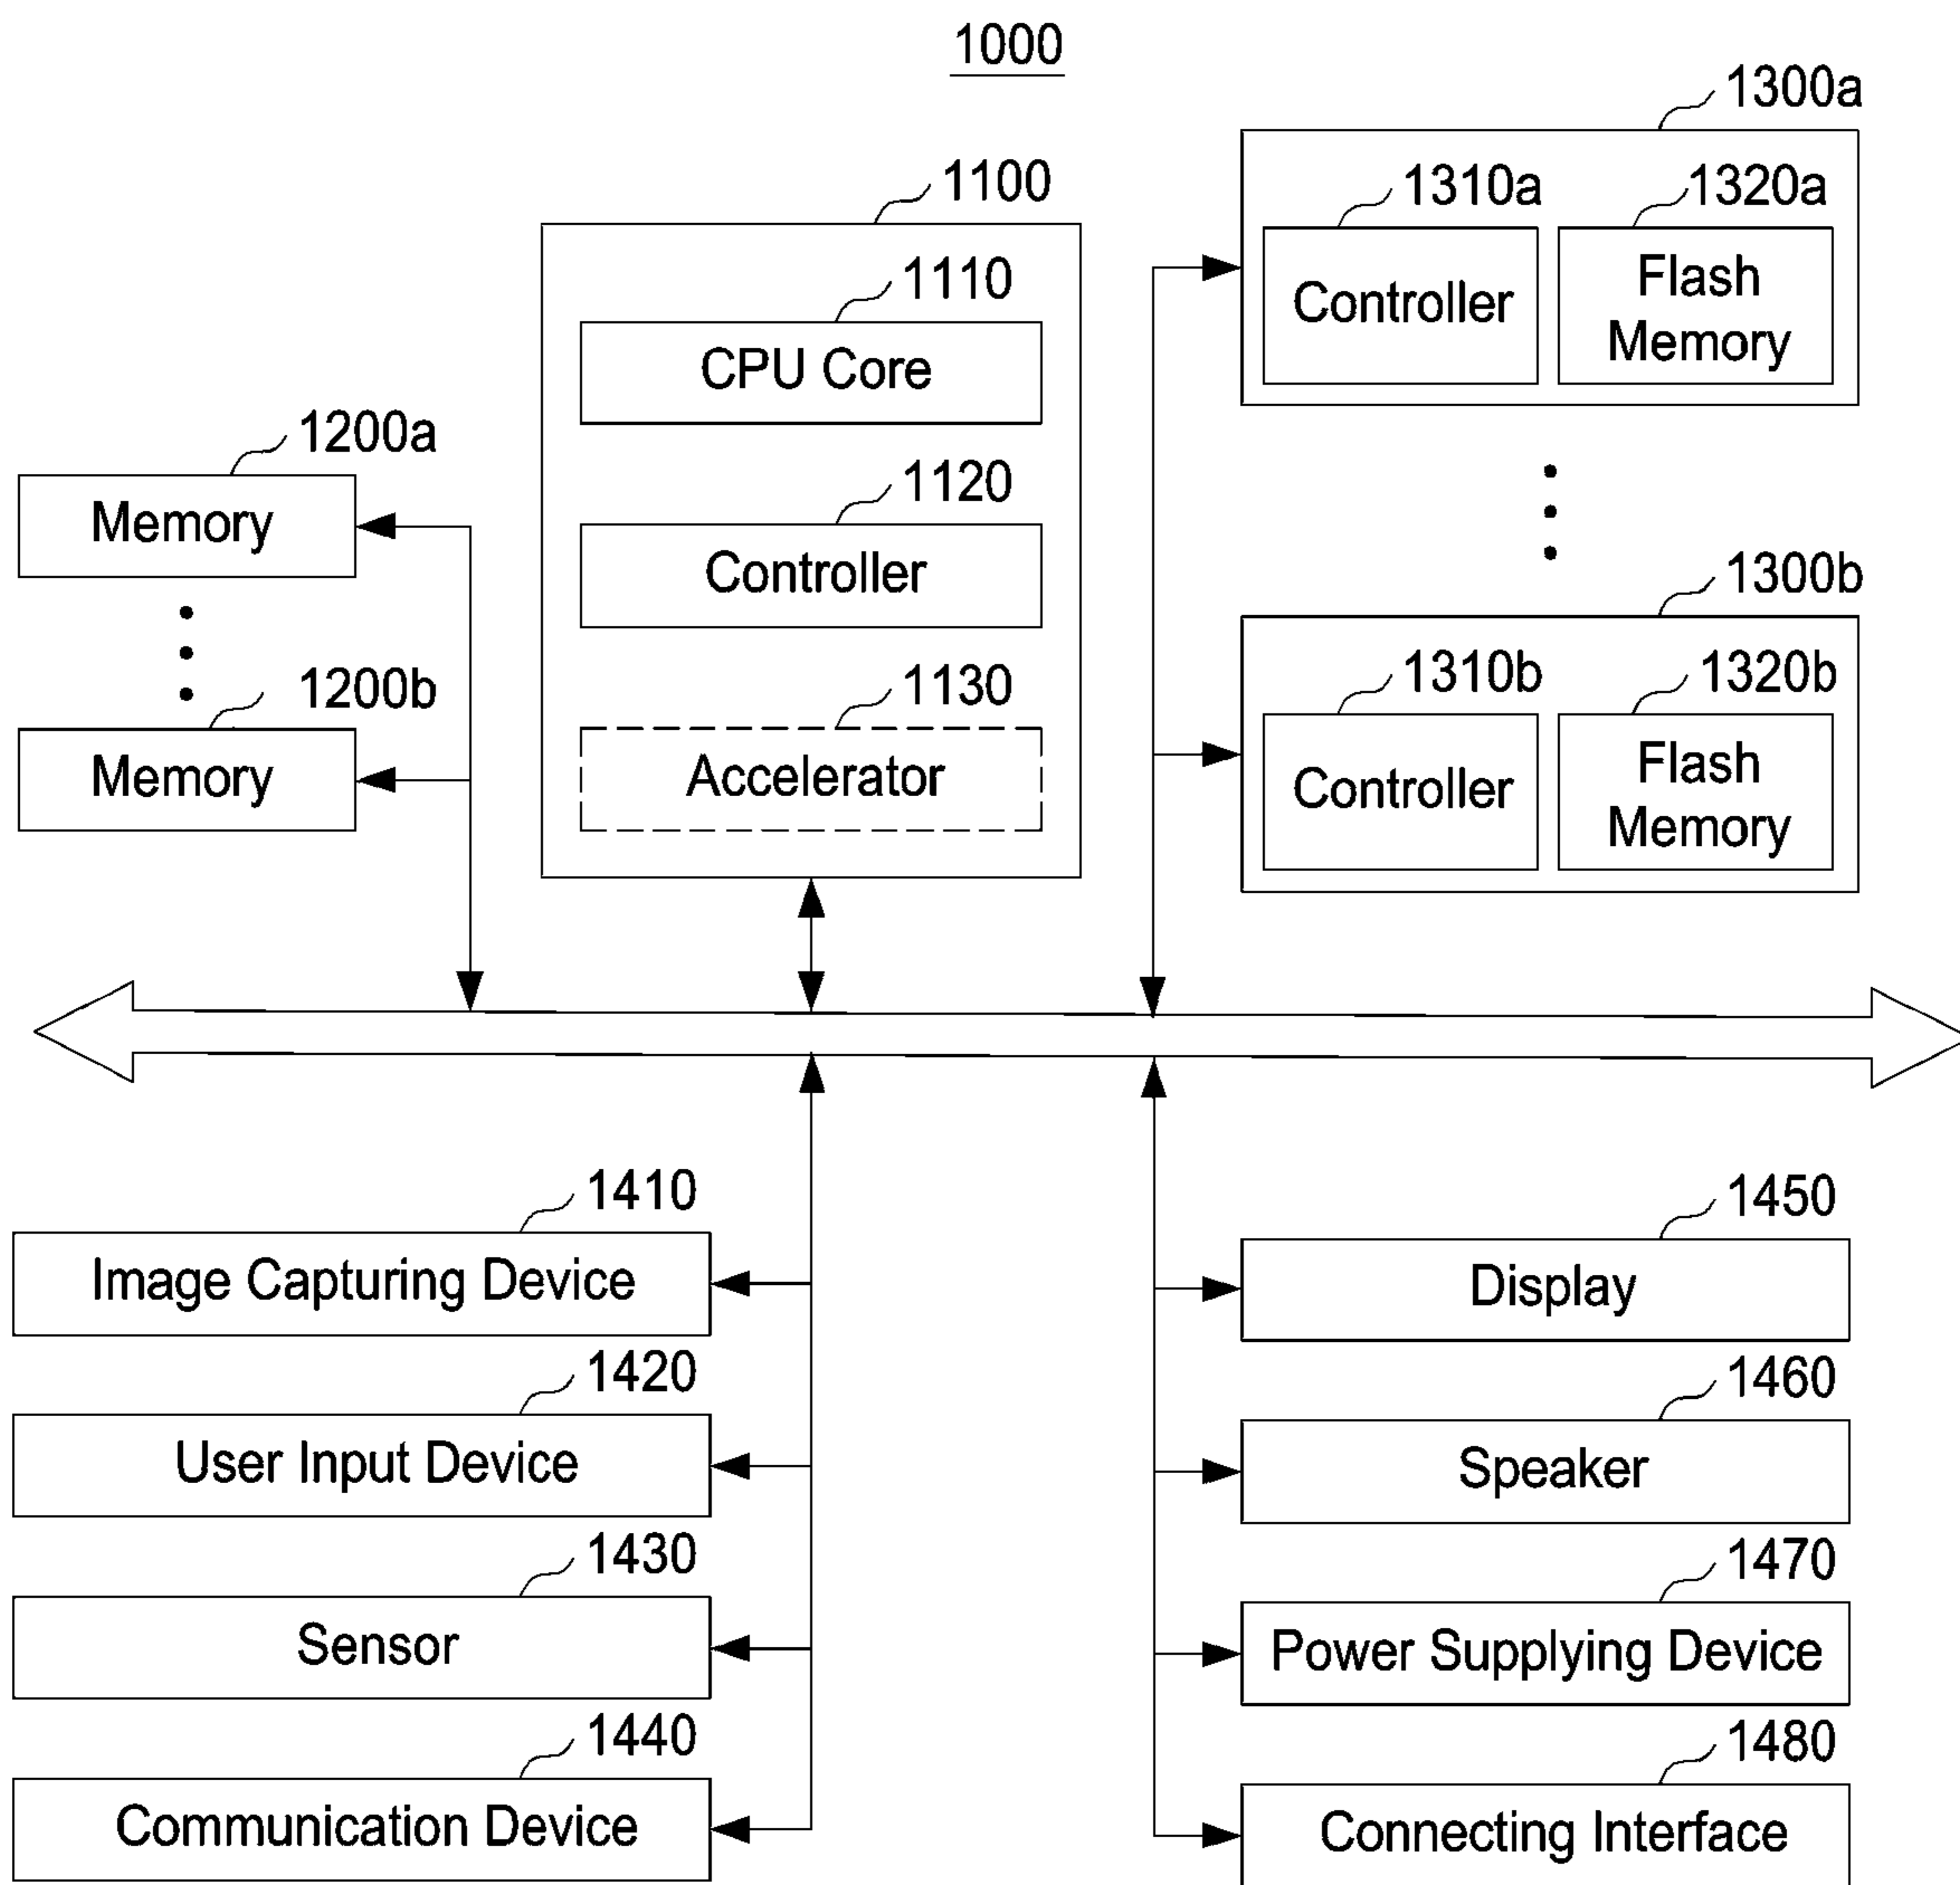 1000
1300a
1310a
1320a
Controller
Flash
Memory
1100
1110
CPU Core
1120
Controller
1130
Accelerator
1200a
Memory
1200b
Memory
1300b
1310b
1320b
Controller
Flash
Memory
1410
Image Capturing Device
1420
User Input Device
1430
Sensor
1440
Communication Device
1450
Display
1460
Speaker
1470
Power Supplying Device
1480
Connecting Interface